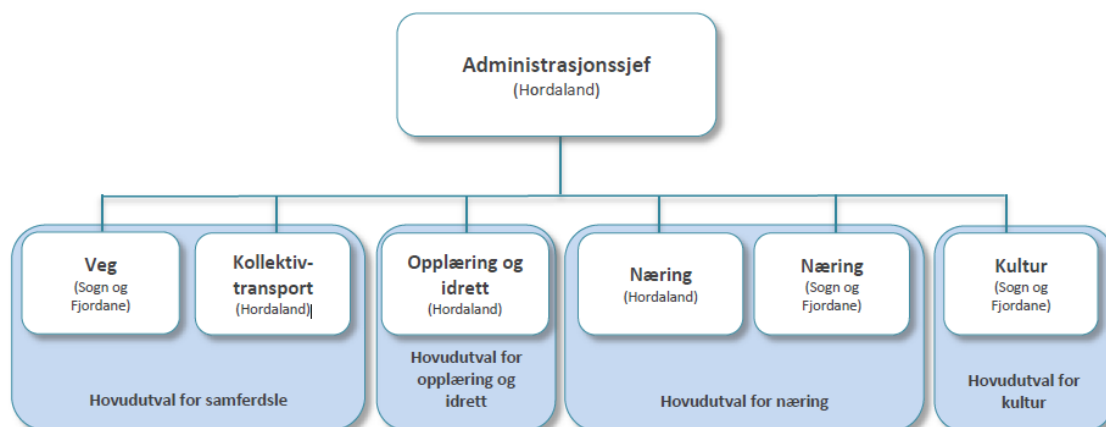 Administrasjonssjef
(Hordaland)
Veg
(Sogn og
Fjordane)
Kollektiv-
transport
(Hordaland)
Hovudutval for samferdsle
Opplæring og
idrett
(Hordaland)
Hovudutval for
opplæring og
idrett
Næring
(Hordaland)
Næring
(Sogn og
Fjordane)
Hovudutval for næring
Kultur
(Sogn og
Fjordane)
Hovudutval for
kultur